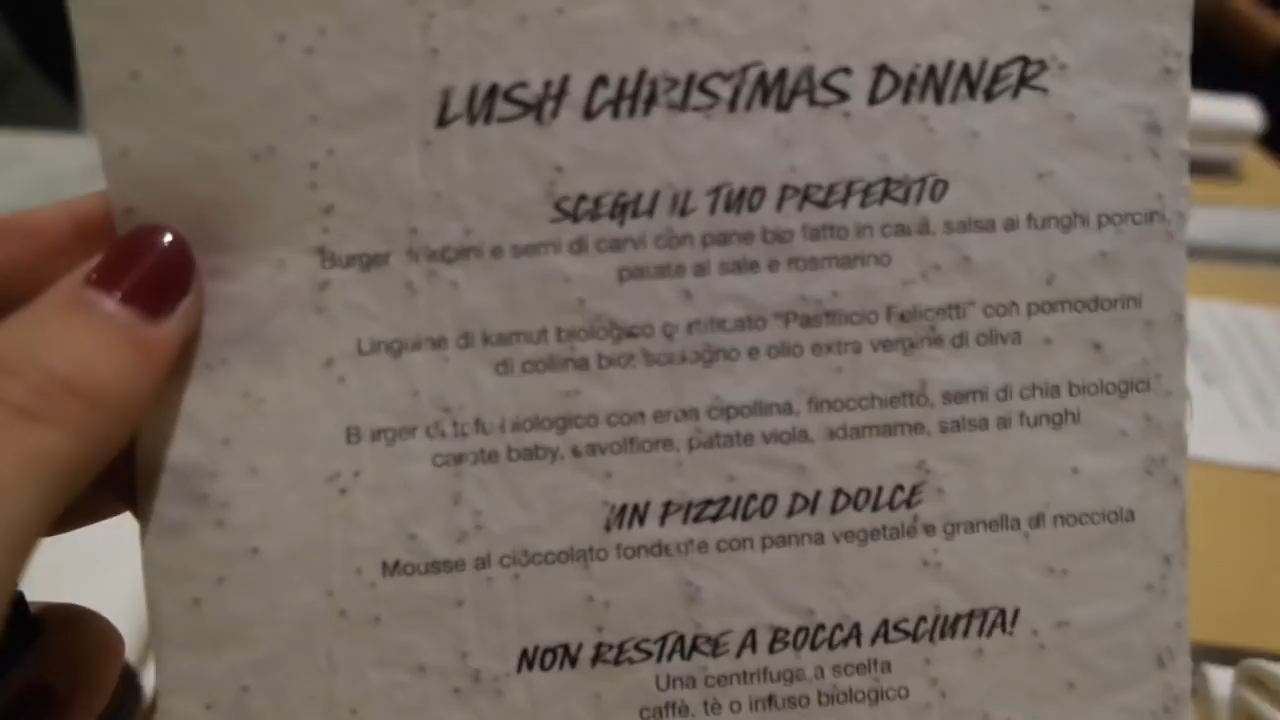 LUSH CHRISTMAS DINNER
SCEGLI IL TUO PREFERITO
Burger e semi di carvi con pane bio fatto in casa, salsa ai funghi porcini,
patate al sale e rosmarino
Linguine di kamut biologico "Pastificio Felicetti" con pomodorini
di collina bio, e olio extra vergine di oliva
Burger di tofu biologico con erba cipollina, finocchietto, semi di chia biologici
carote baby, cavolfiore, patate viola, adamame, salsa ai funghi
UN PIZZICO DI DOLCE
Mousse al cioccolato fondente con panna vegetale e granella di nocciola
NON RESTARE A BOCCA ASCIUTTA!
Una centrifuga a scelta
caffè, tè o infuso biologico